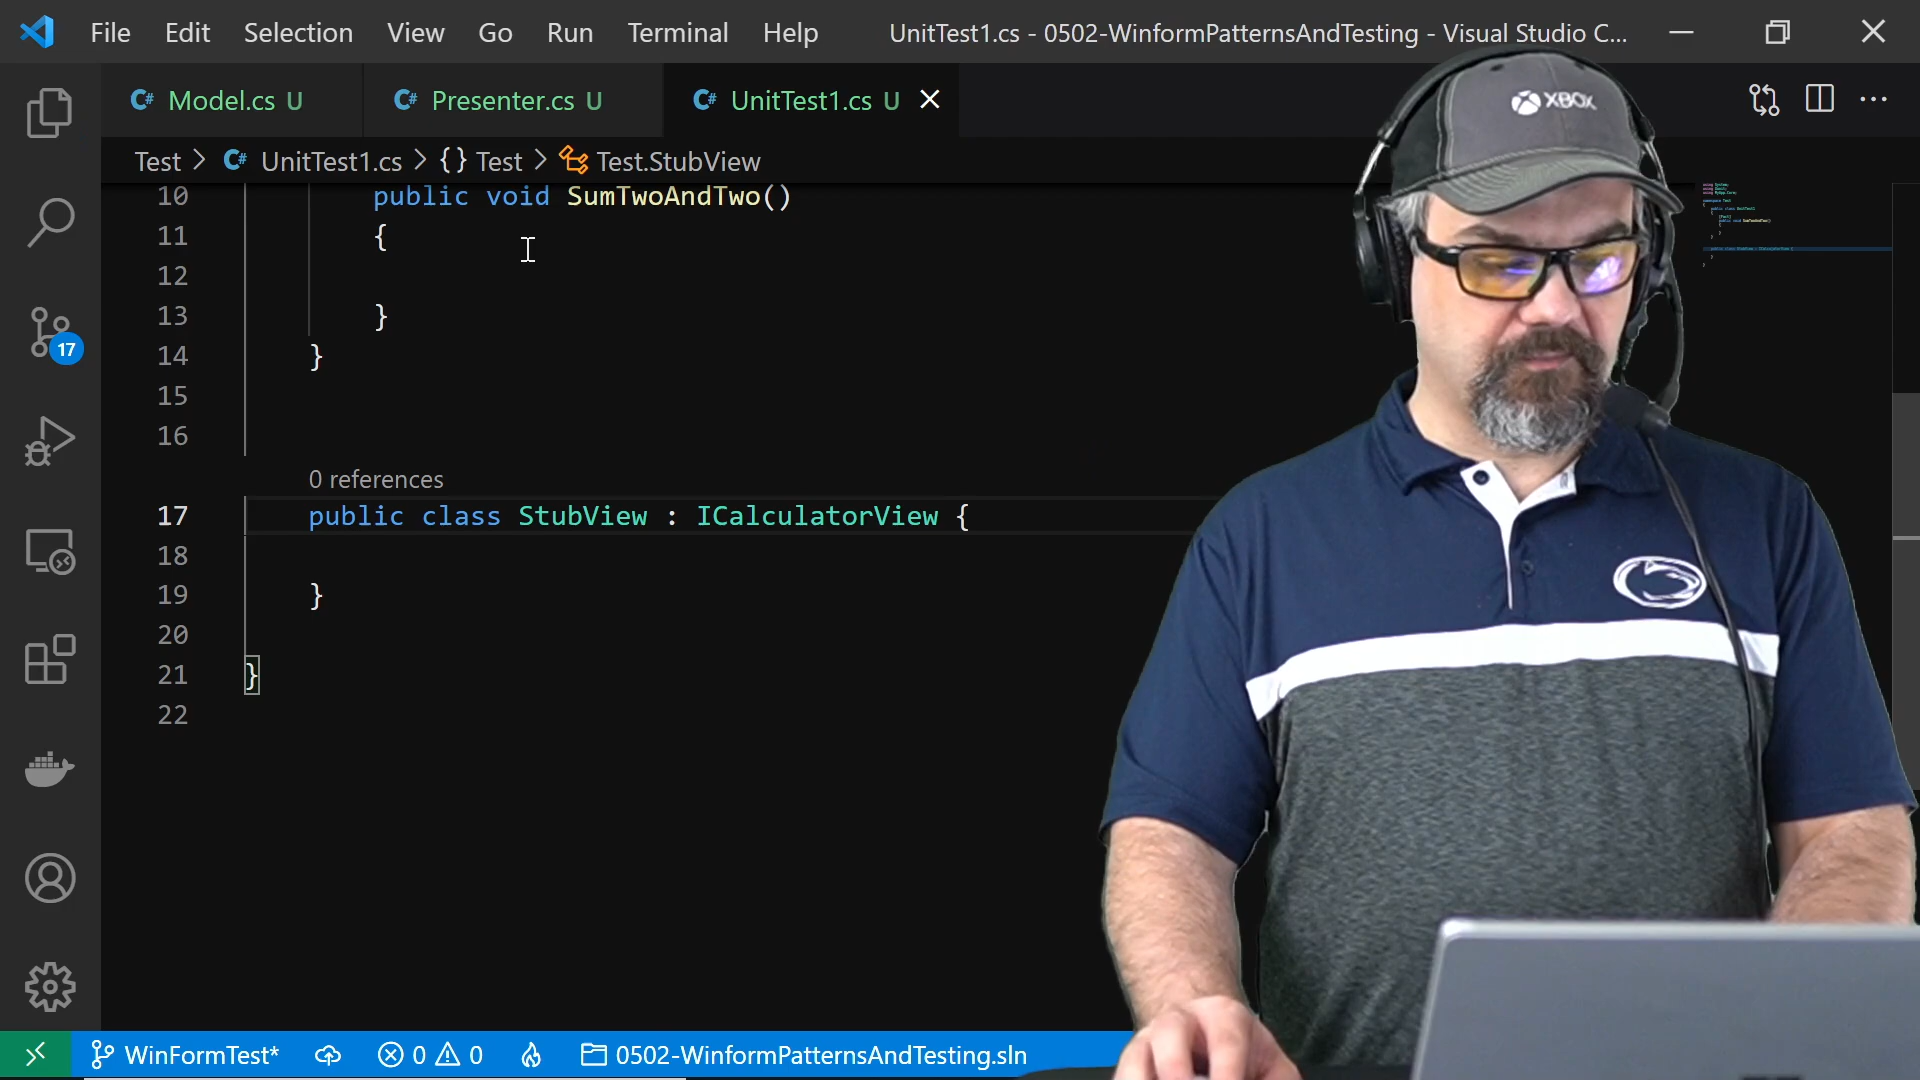 File Edit Selection View Go Run Terminal Help UnitTest1.cs - 0502-WinformPatternsAndTesting - Visual Studio C...
C# Model.cs U C# Presenter.cs U C# UnitTest1.cs U
Test > C# UnitTest1.cs > {} Test > Test.StubView
XBOX
10 public void SumTwoAndTwo()
11 {
12
13 }
14 }
15
16
0 references
17 public class StubView : ICalculatorView {
18
19 }
20
21 }
22
17
WinFormTest* 0 0 0502-WinformPatternsAndTesting.sln